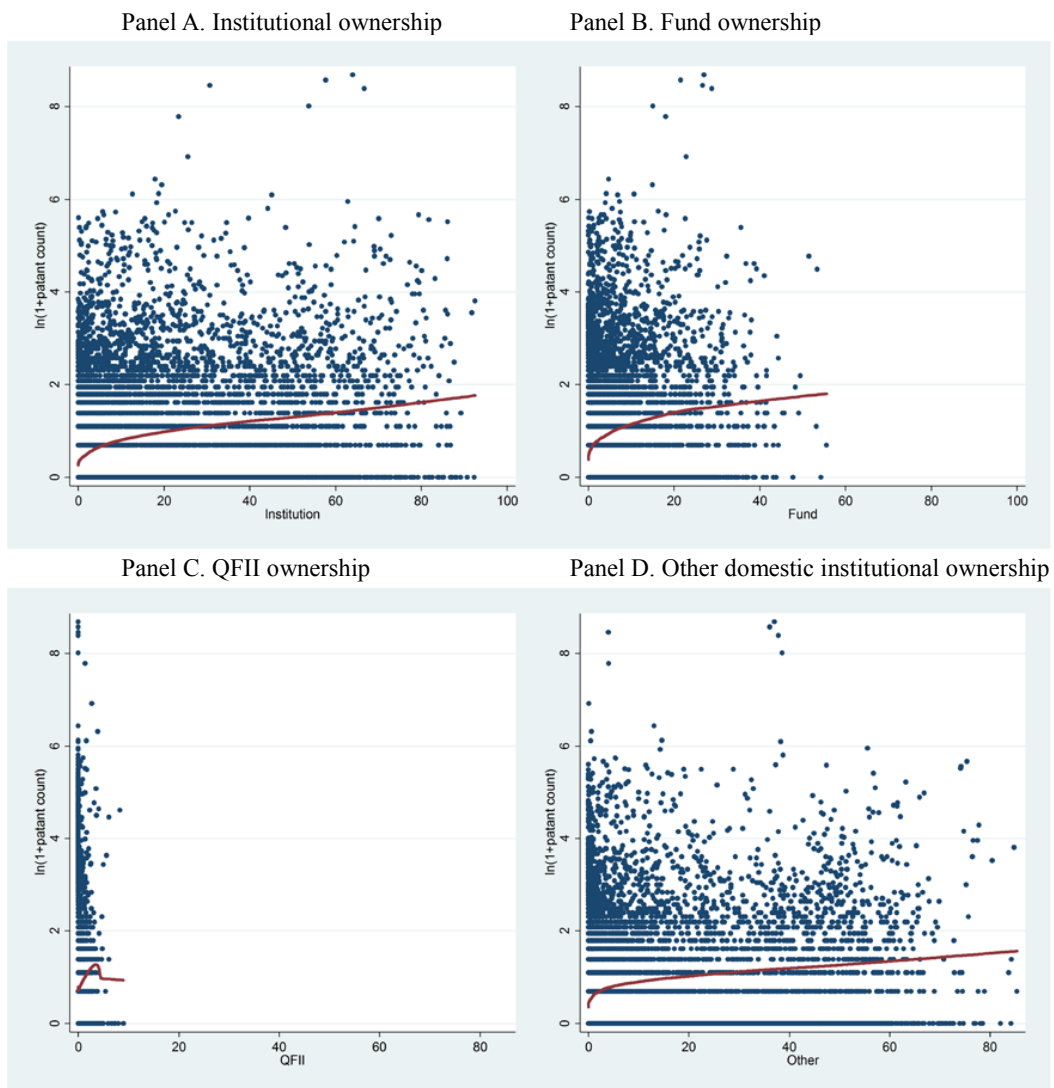 Panel A. Institutional ownership
Panel B. Fund ownership
ln(1+patant count)
8
6
4
2
0
0 20 40 60 80 100
Institution
ln(1+patant count)
8
6
4
2
0
0 20 40 60 80 100
Fund
Panel C. QFII ownership
Panel D. Other domestic institutional ownership
ln(1+patant count)
8
6
4
2
0
0 20 40 60 80
QFII
ln(1+patant count)
8
6
4
2
0
0 20 40 60 80
Other